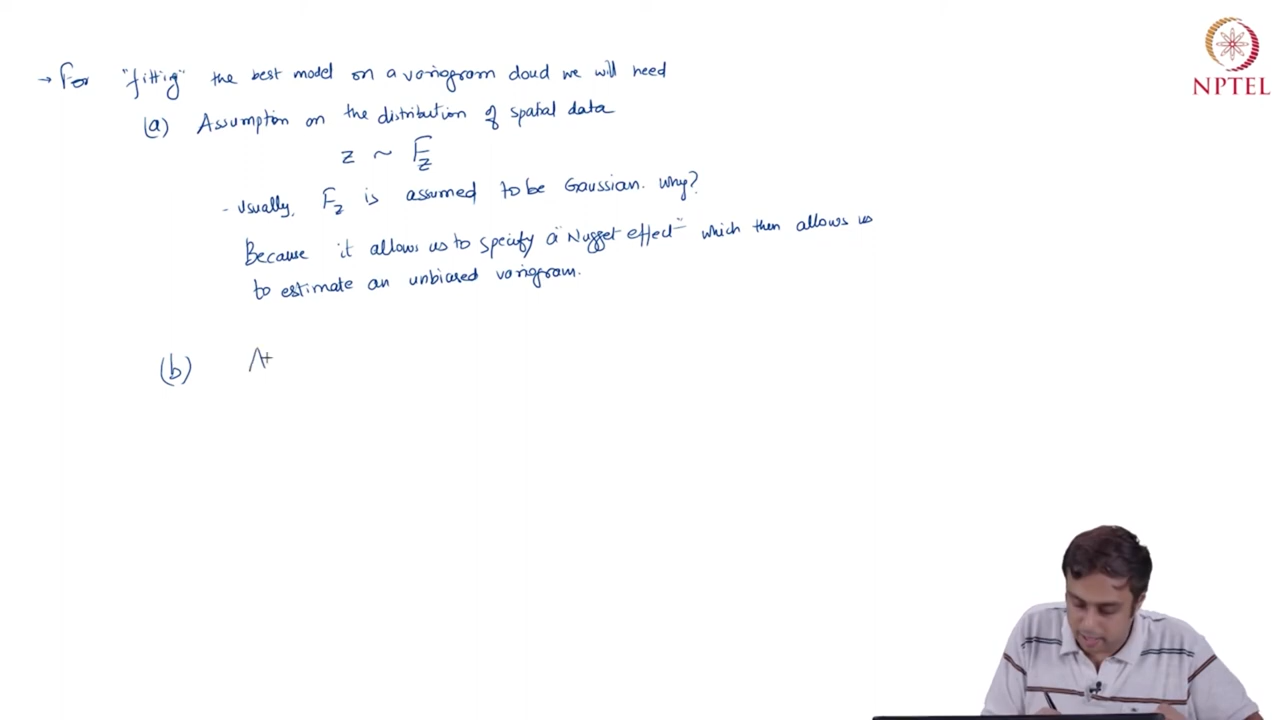 → For "fittig" the best model on a variogram cloud we will need
(a) Assumption on the distribution of spatial data
z ~ F_z
- Usually, F_z is assumed to be Gaussian. why?
Because it allows us to specify a "Nugget effect" which then allows us
to estimate an unbiased variogram.
(b) A
NPTEL